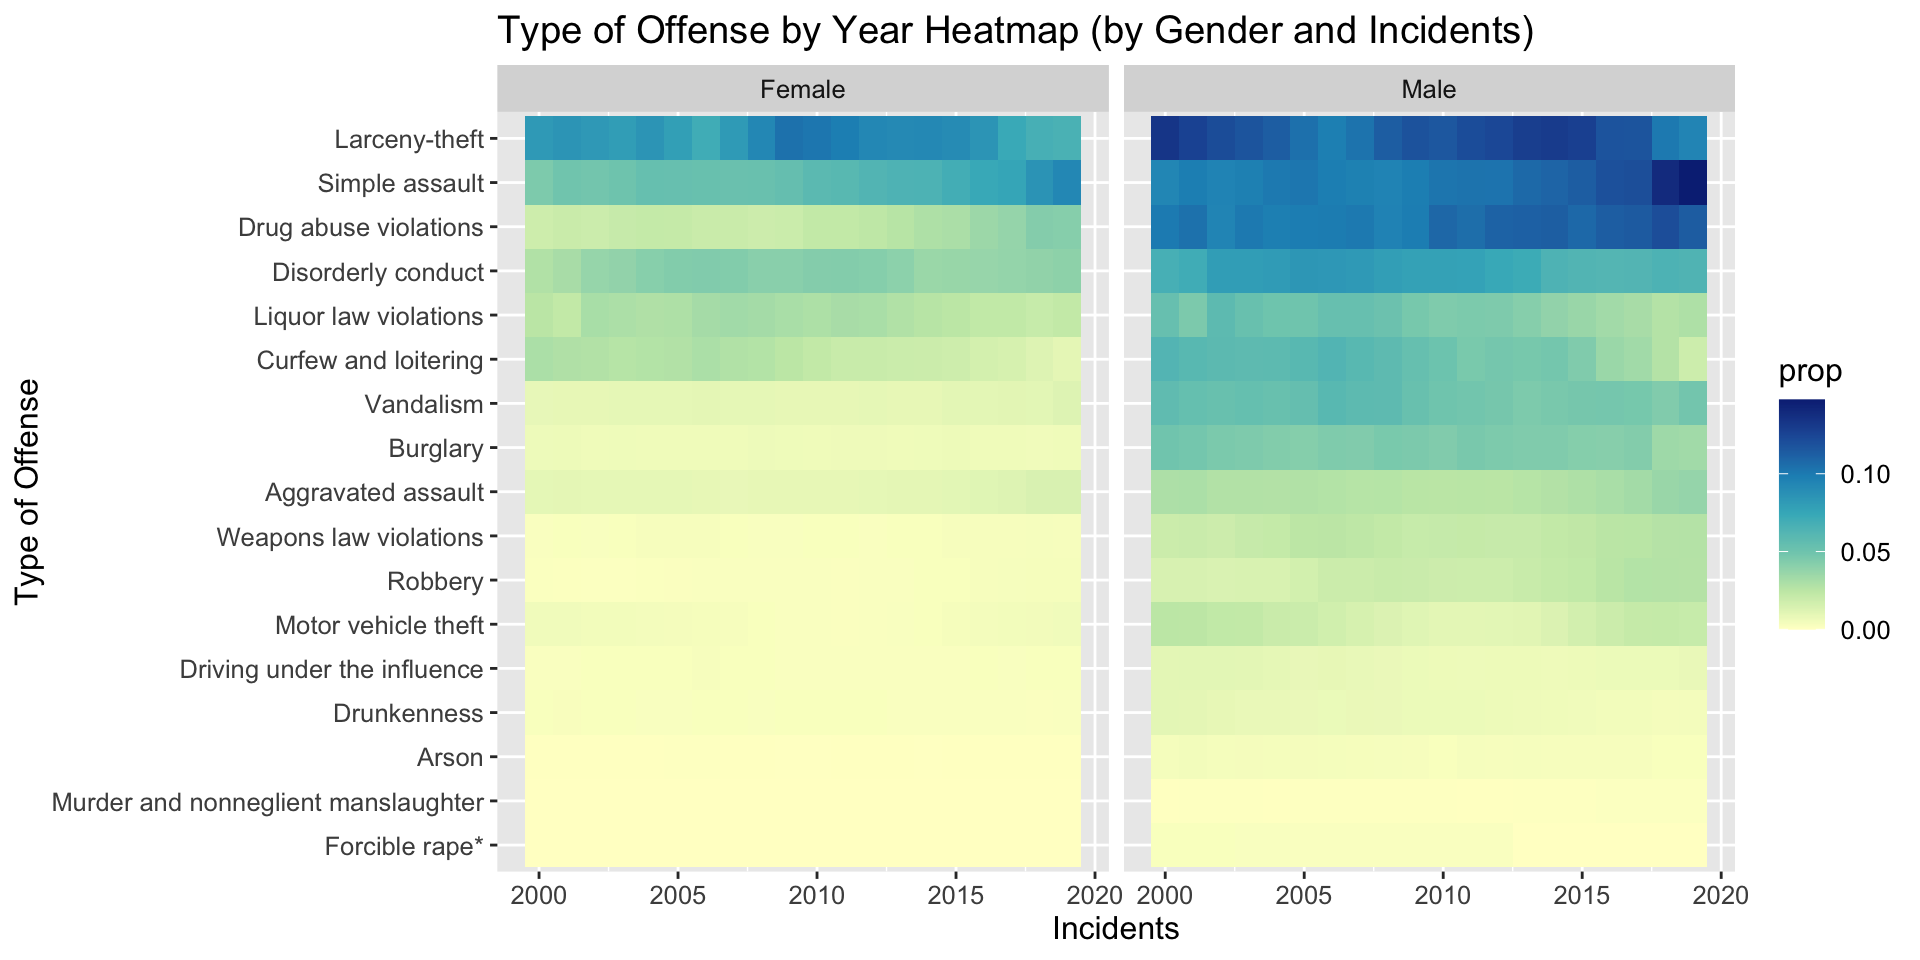 Type of Offense by Year Heatmap (by Gender and Incidents)
Female
Male
Type of Offense
Larceny-theft
Simple assault
Drug abuse violations
Disorderly conduct
Liquor law violations
Curfew and loitering
Vandalism
Burglary
Aggravated assault
Weapons law violations
Robbery
Motor vehicle theft
Driving under the influence
Drunkenness
Arson
Murder and nonneglient manslaughter
Forcible rape*
2000 2005 2010 2015 2020
2000 2005 2010 2015 2020
Incidents
prop
0.10
0.05
0.00